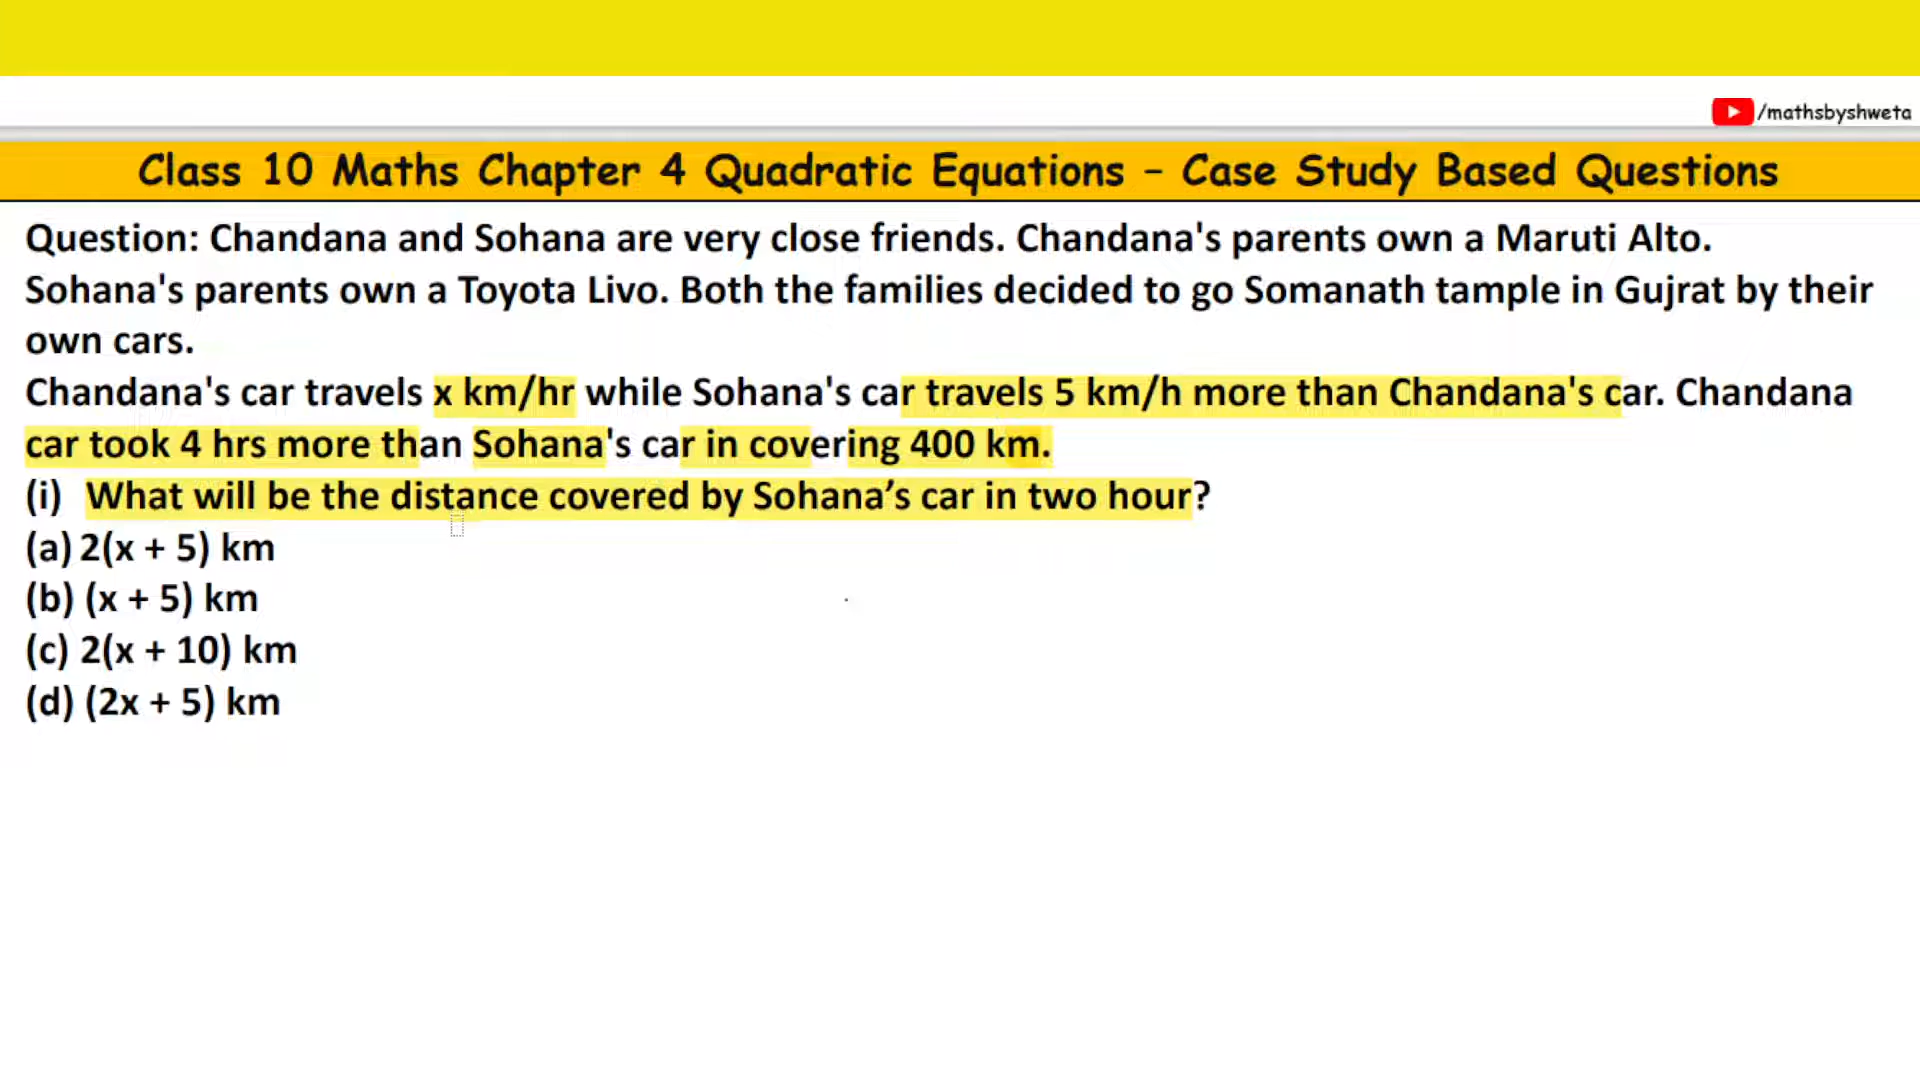 /mathsbyshweta
Class 10 Maths Chapter 4 Quadratic Equations – Case Study Based Questions
Question: Chandana and Sohana are very close friends. Chandana's parents own a Maruti Alto.
Sohana's parents own a Toyota Livo. Both the families decided to go Somanath tample in Gujrat by their
own cars.
Chandana's car travels x km/hr while Sohana's car travels 5 km/h more than Chandana's car. Chandana
car took 4 hrs more than Sohana's car in covering 400 km.
(i) What will be the distance covered by Sohana’s car in two hour?
(a) 2(x + 5) km
(b) (x + 5) km
(c) 2(x + 10) km
(d) (2x + 5) km